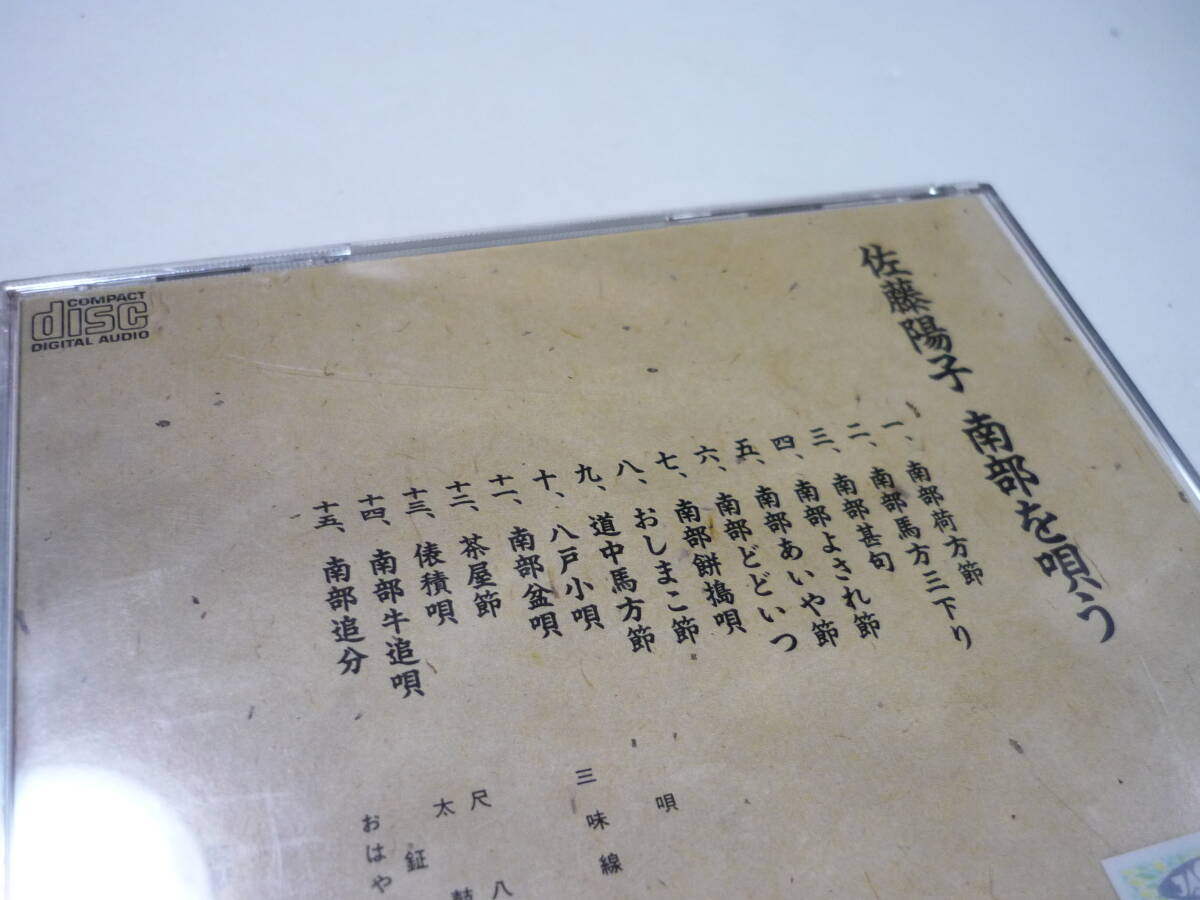 COMPACT
disc
DIGITAL AUDIO
佐藤陽子 南部を唄う
一、南部荷方節
二、南部馬方三下り
三、南部甚句
四、南部よされ節
五、南部あいや節
六、南部どどいつ
七、南部餅搗唄
八、おしまこ節
九、道中馬方節
十、八戸小唄
十一、南部盆唄
十二、茶屋節
十三、俵積唄
十四、南部牛追唄
十五、南部追分
唄
三味線
尺八
太鼓
鉦
おはや